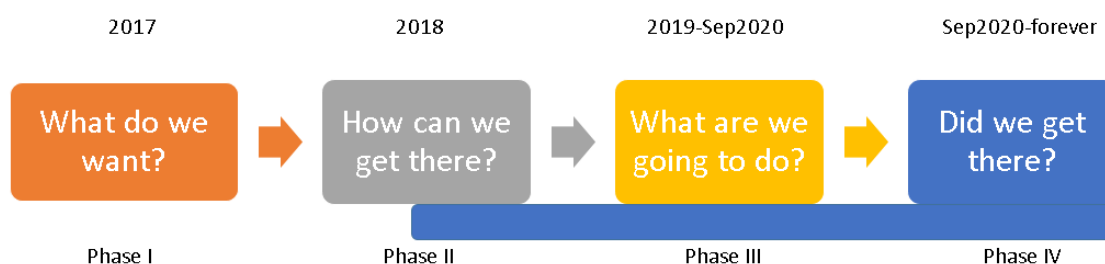 2017 2018 2019-Sep2020 Sep2020-forever
What do we
want?
How can we
get there?
What are we
going to do?
Did we get
there?
Phase I Phase II Phase III Phase IV